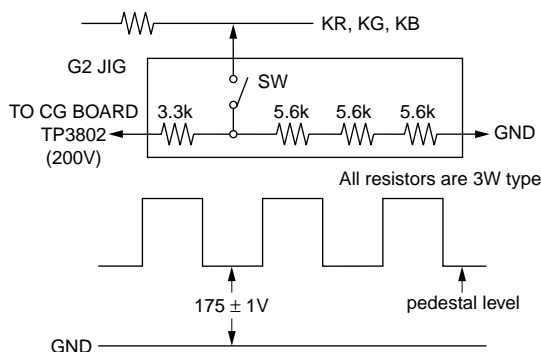 KR, KG, KB
G2 JIG
SW
TO CG BOARD
TP3802
(200V)
3.3k 5.6k 5.6k 5.6k
GND
All resistors are 3W type
175 ± 1V
pedestal level
GND